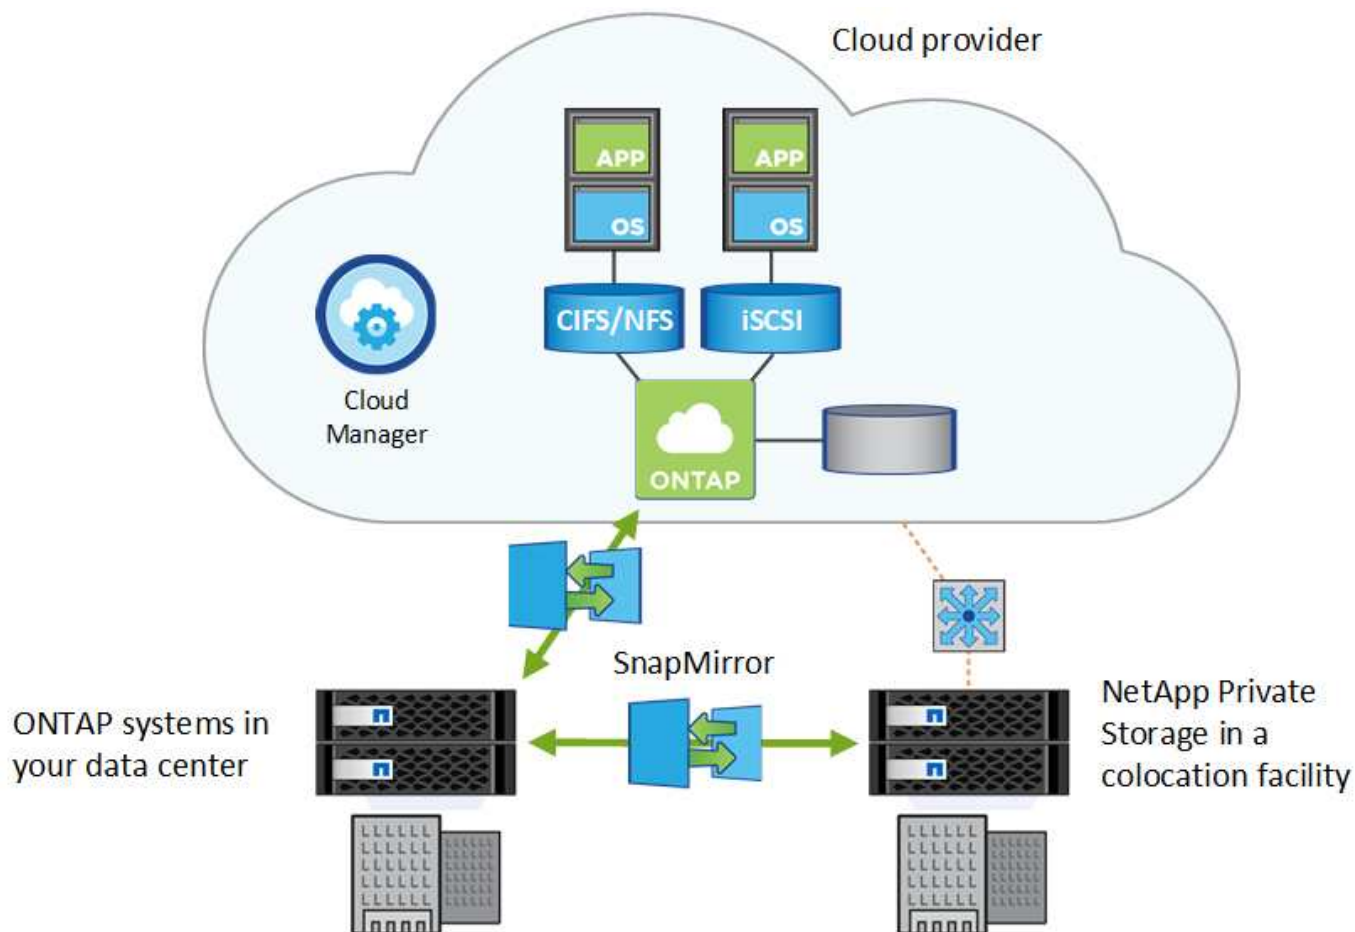 Cloud provider
APP
APP
OS
OS
CIFS/NFS
iSCSI
Cloud
Manager
ONTAP
SnapMirror
ONTAP systems in
your data center
NetApp Private
Storage in a
colocation facility